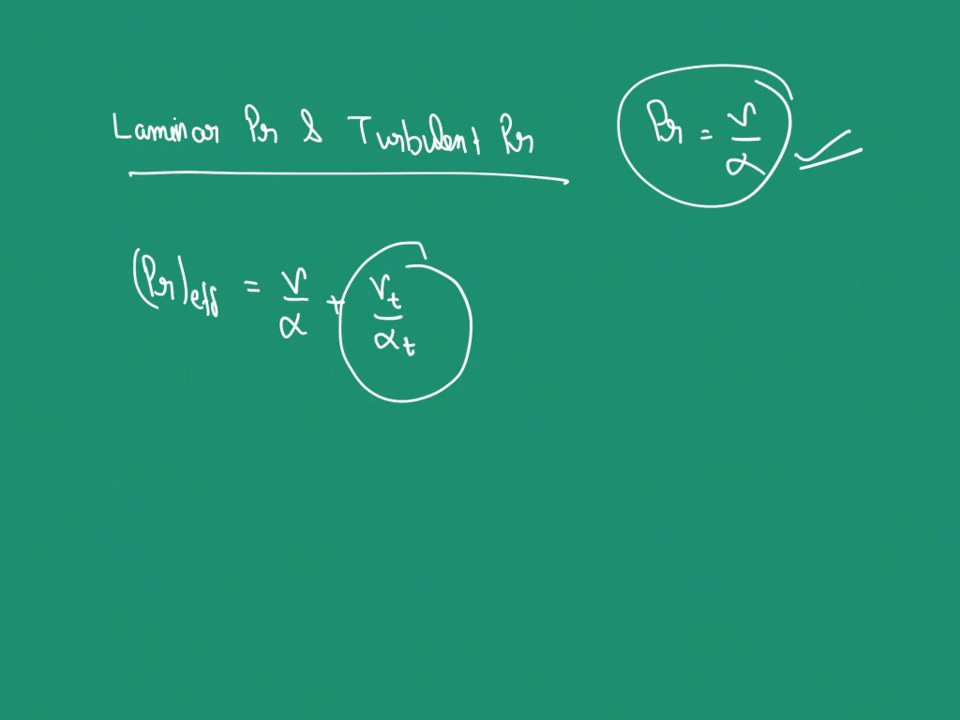 Laminar Pr & Turbulent Pr
Pr = ν/α
(Pr)eff = ν/α + νt/αt